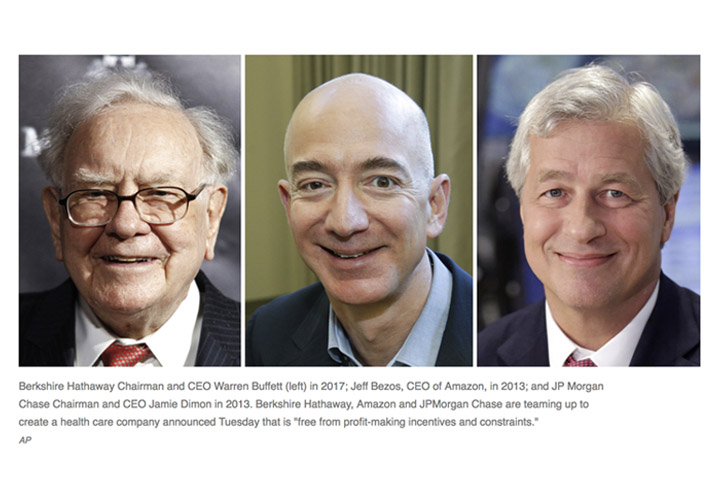 Berkshire Hathaway Chairman and CEO Warren Buffett (left) in 2017; Jeff Bezos, CEO of Amazon, in 2013; and JP Morgan
Chase Chairman and CEO Jamie Dimon in 2013. Berkshire Hathaway, Amazon and JPMorgan Chase are teaming up to
create a health care company announced Tuesday that is "free from profit-making incentives and constraints."
AP